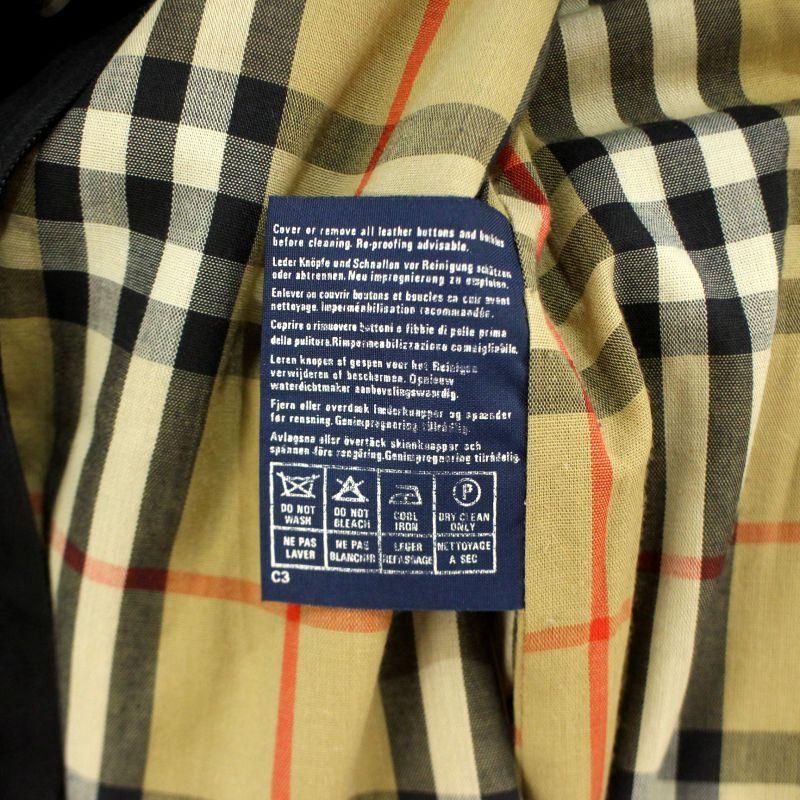 Cover or remove all leather buttons and buckles
before cleaning. Re-proofing advisable.
Leder Knöpfe und Schnallen vor Reinigung schützen
oder abtrennen. Neu impregnierung zu empfielen.
Enlever on couvrir boutons et boucles en cuir avant
nettoyage. imperméabilisation recommandée.
Coprire o rimuovere bottoni o fibbie di pelle prima
della pulitura. Rimpermeabilizzazione consigliabile.
Leren knopen of gespen voor het Reinigen
verwijderen of beschermen. Opnieuw
waterdichtmaker aanbevelingswaardig.
Fjern eller overdæk læderknapper og spænder
før rensning. Genimprægnering tilrådlig.
Avlagsna eller övertäck skinnknappar och
spännen före rengöring. Genimpregnering tillrådelig.
P
DO NOT WASH DO NOT BLEACH COOL IRON DRY CLEAN ONLY
NE PAS LAVER NE PAS BLANCHIR LEGER REPASSAGE NETTOYAGE A SEC
C3